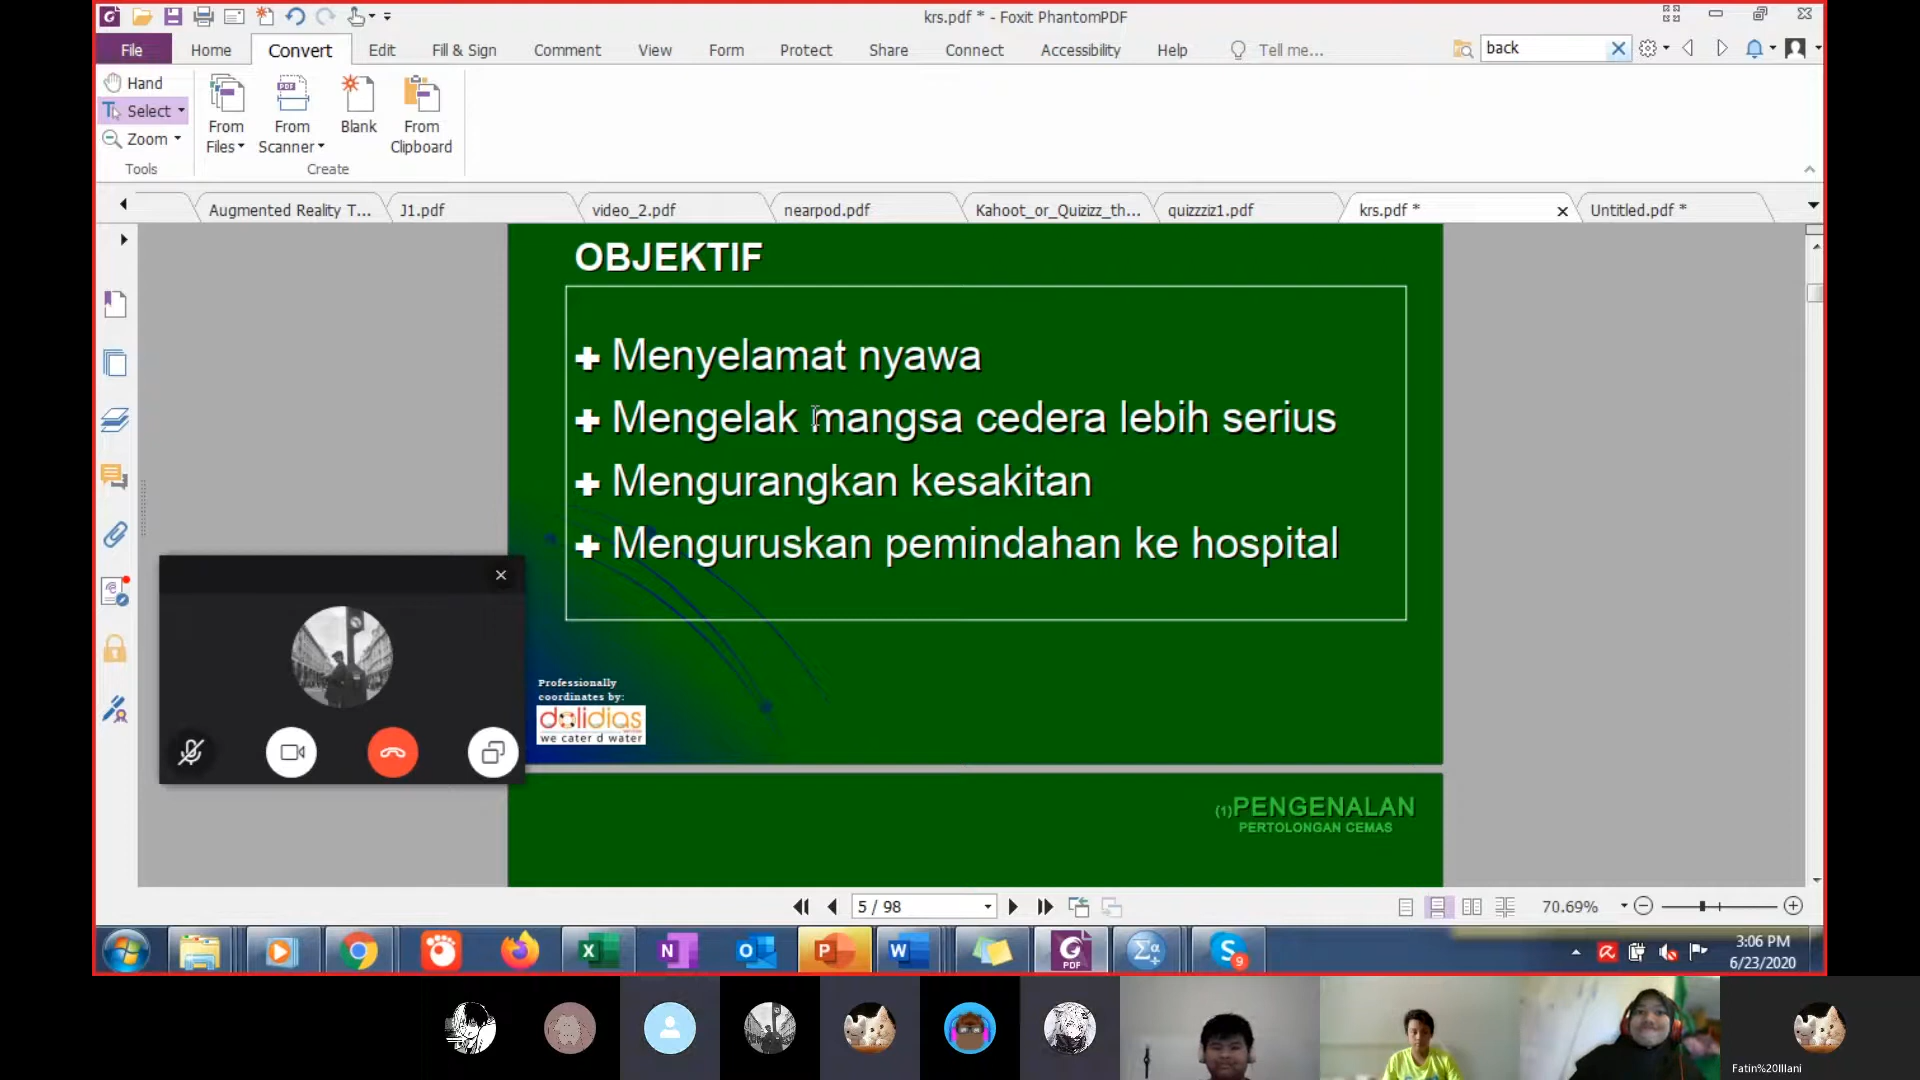 krs.pdf * - Foxit PhantomPDF
File Home Convert Edit Fill & Sign Comment View Form Protect Share Connect Accessibility Help Tell me... back
Hand
Select
Zoom
Tools
From Files
From Scanner
Blank
From Clipboard
Create
Augmented Reality T... J1.pdf video_2.pdf nearpod.pdf Kahoot_or_Quizizz_th... quizzziz1.pdf krs.pdf * Untitled.pdf *
OBJEKTIF
Menyelamat nyawa
Mengelak mangsa cedera lebih serius
Mengurangkan kesakitan
Menguruskan pemindahan ke hospital
Professionally
coordinates by:
dolidias
we cater d water
(1)PENGENALAN
PERTOLONGAN CEMAS
5 / 98
70.69%
3:06 PM
6/23/2020
Fatin%20Illani